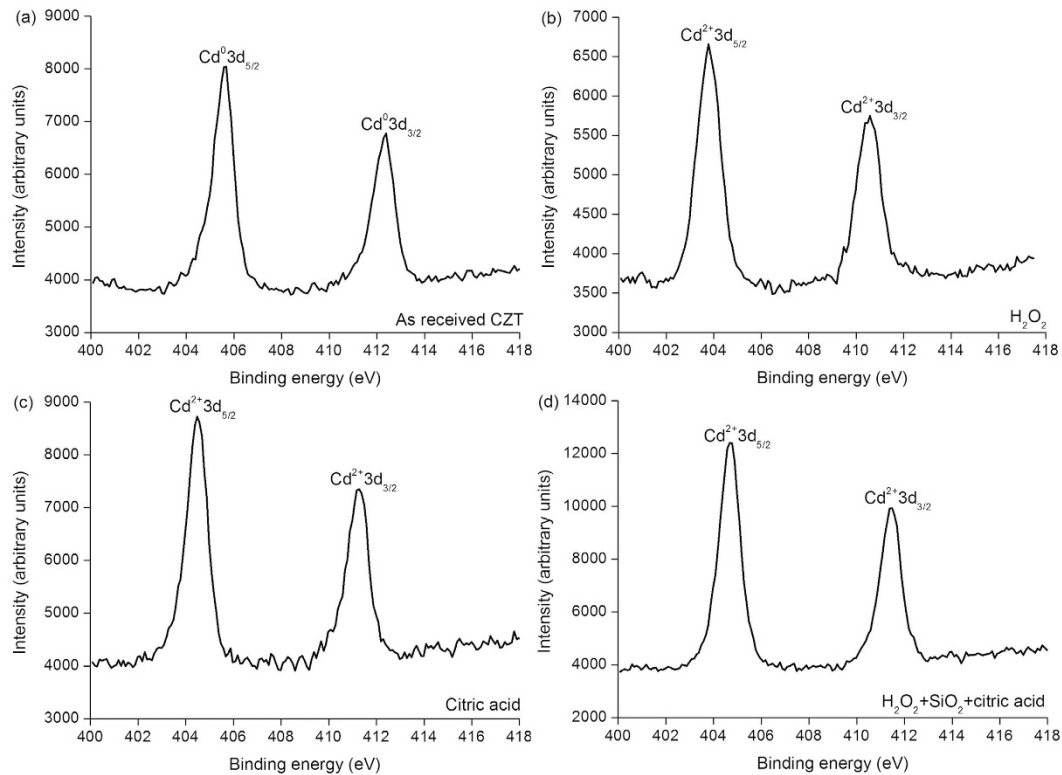 (a)
Intensity (arbitrary units)
9000
8000
7000
6000
5000
4000
3000
Cd⁰3d₅/₂
Cd⁰3d₃/₂
As received CZT
400 402 404 406 408 410 412 414 416 418
Binding energy (eV)
(b)
Intensity (arbitrary units)
7000
6500
6000
5500
5000
4500
4000
3500
3000
Cd²⁺3d₅/₂
Cd²⁺3d₃/₂
H₂O₂
400 402 404 406 408 410 412 414 416 418
Binding energy (eV)
(c)
Intensity (arbitrary units)
9000
8000
7000
6000
5000
4000
3000
Cd²⁺3d₅/₂
Cd²⁺3d₃/₂
Citric acid
400 402 404 406 408 410 412 414 416 418
Binding energy (eV)
(d)
Intensity (arbitrary units)
14000
12000
10000
8000
6000
4000
2000
Cd²⁺3d₅/₂
Cd²⁺3d₃/₂
H₂O₂+SiO₂+citric acid
400 402 404 406 408 410 412 414 416 418
Binding energy (eV)